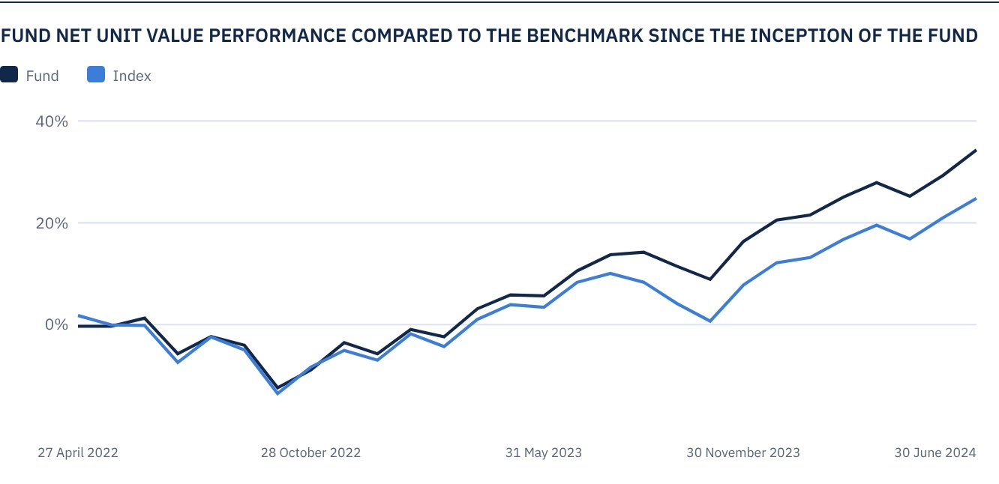 FUND NET UNIT VALUE PERFORMANCE COMPARED TO THE BENCHMARK SINCE THE INCEPTION OF THE FUND
Fund Index
40%
20%
0%
27 April 2022 28 October 2022 31 May 2023 30 November 2023 30 June 2024